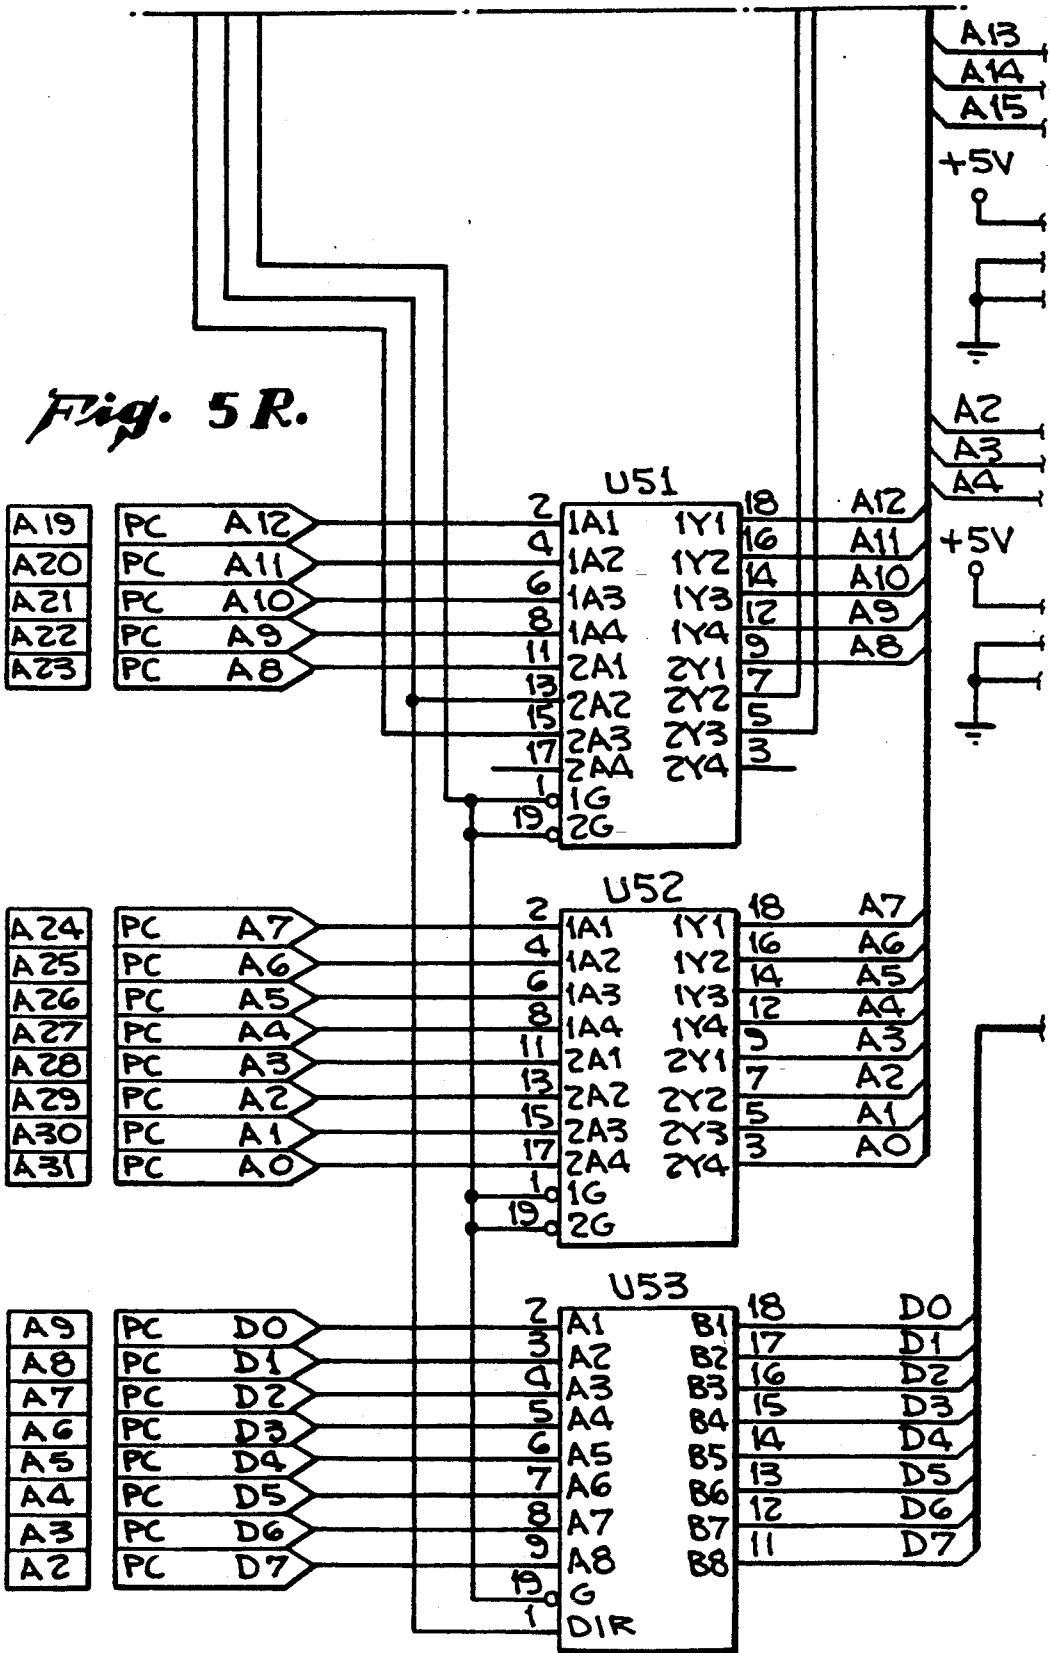 A13
A14
A15
+5V
Fig. 5R.
A2
A3
A4
+5V
U51
A19 PC A12 2 1A1 1Y1 18 A12
A20 PC A11 4 1A2 1Y2 16 A11
A21 PC A10 6 1A3 1Y3 14 A10
A22 PC A9 8 1A4 1Y4 12 A9
A23 PC A8 11 2A1 2Y1 9 A8
13 2A2 2Y2 7
15 2A3 2Y3 5
17 2A4 2Y4 3
1 1G
19 2G
U52
A24 PC A7 2 1A1 1Y1 18 A7
A25 PC A6 4 1A2 1Y2 16 A6
A26 PC A5 6 1A3 1Y3 14 A5
A27 PC A4 8 1A4 1Y4 12 A4
A28 PC A3 11 2A1 2Y1 9 A3
A29 PC A2 13 2A2 2Y2 7 A2
A30 PC A1 15 2A3 2Y3 5 A1
A31 PC A0 17 2A4 2Y4 3 A0
1 1G
19 2G
U53
A9 PC D0 2 A1 B1 18 D0
A8 PC D1 3 A2 B2 17 D1
A7 PC D2 4 A3 B3 16 D2
A6 PC D3 5 A4 B4 15 D3
A5 PC D4 6 A5 B5 14 D4
A4 PC D5 7 A6 B6 13 D5
A3 PC D6 8 A7 B7 12 D6
A2 PC D7 9 A8 B8 11 D7
19 G
1 DIR